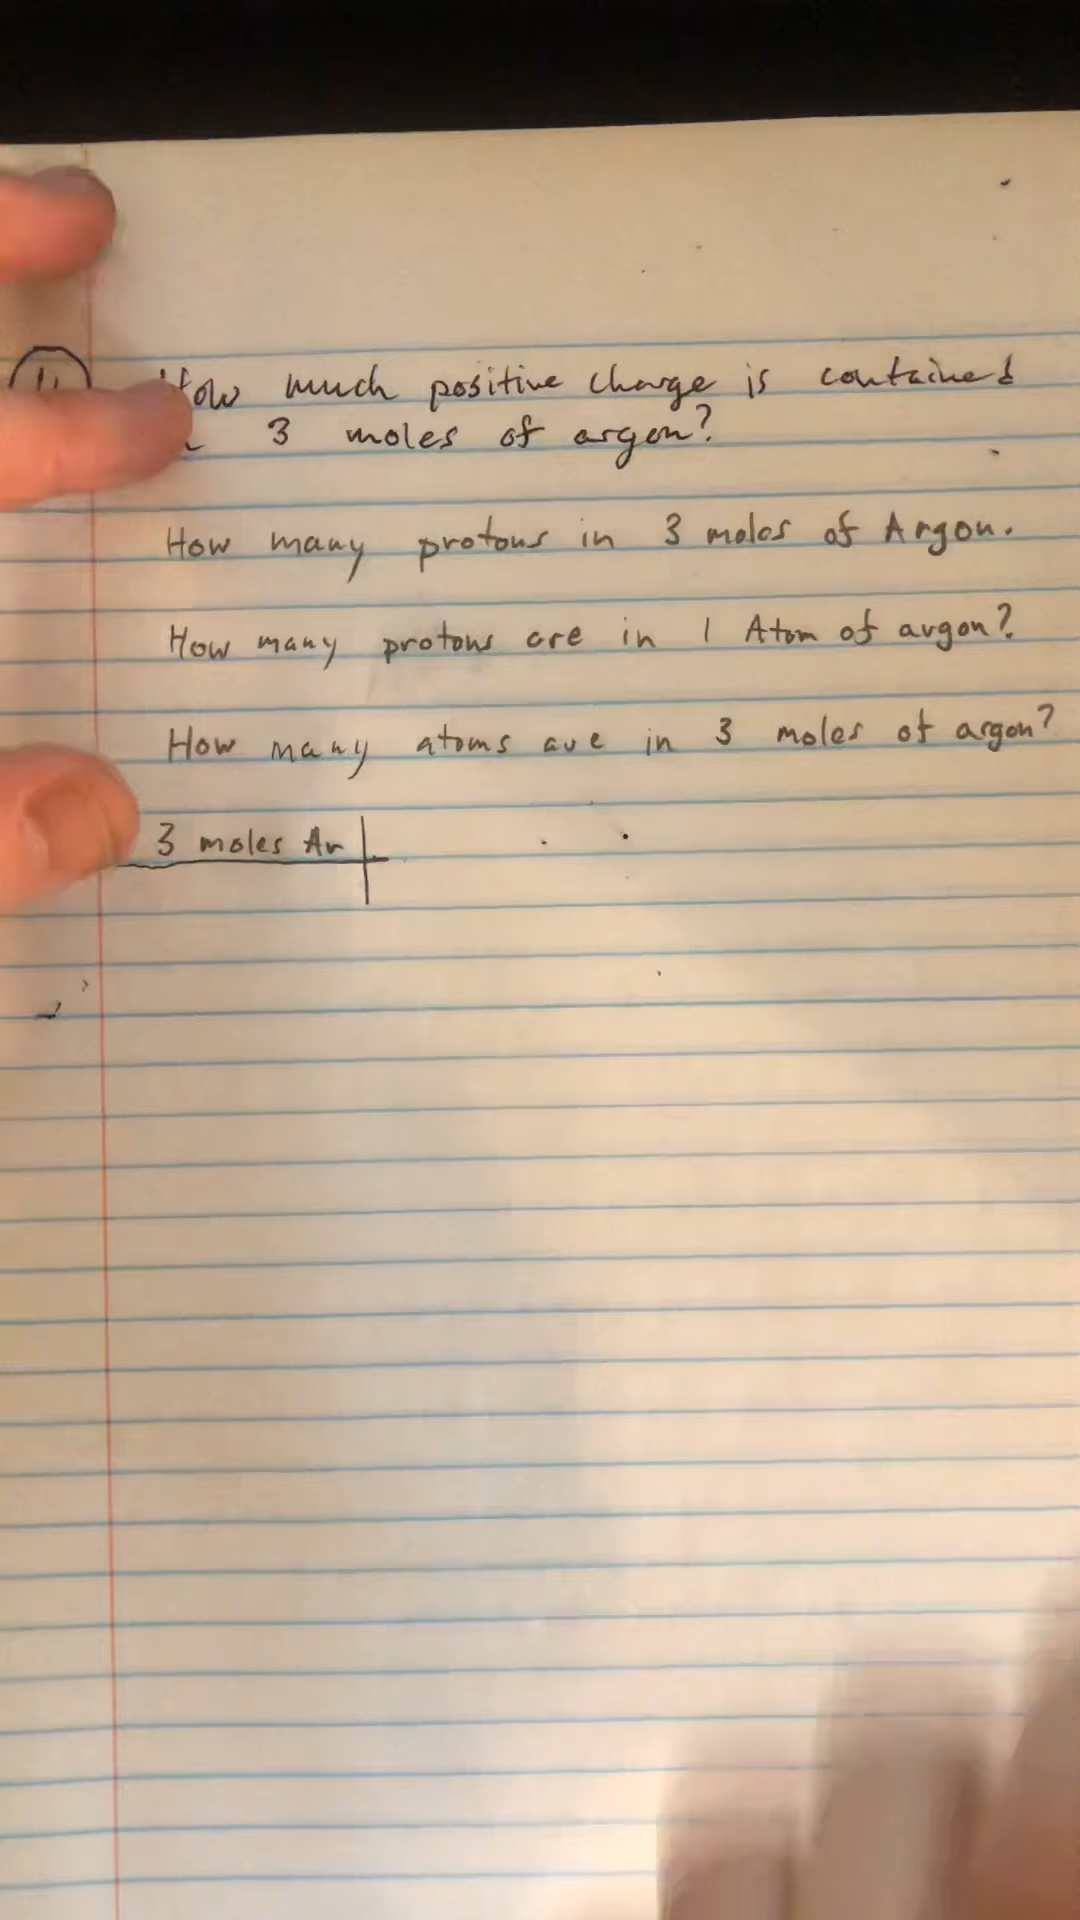 How much positive charge is contained
3 moles of argon?
How many protons in 3 moles of Argon.
How many protons are in 1 Atom of argon?
How many atoms are in 3 moles of argon?
3 moles Ar